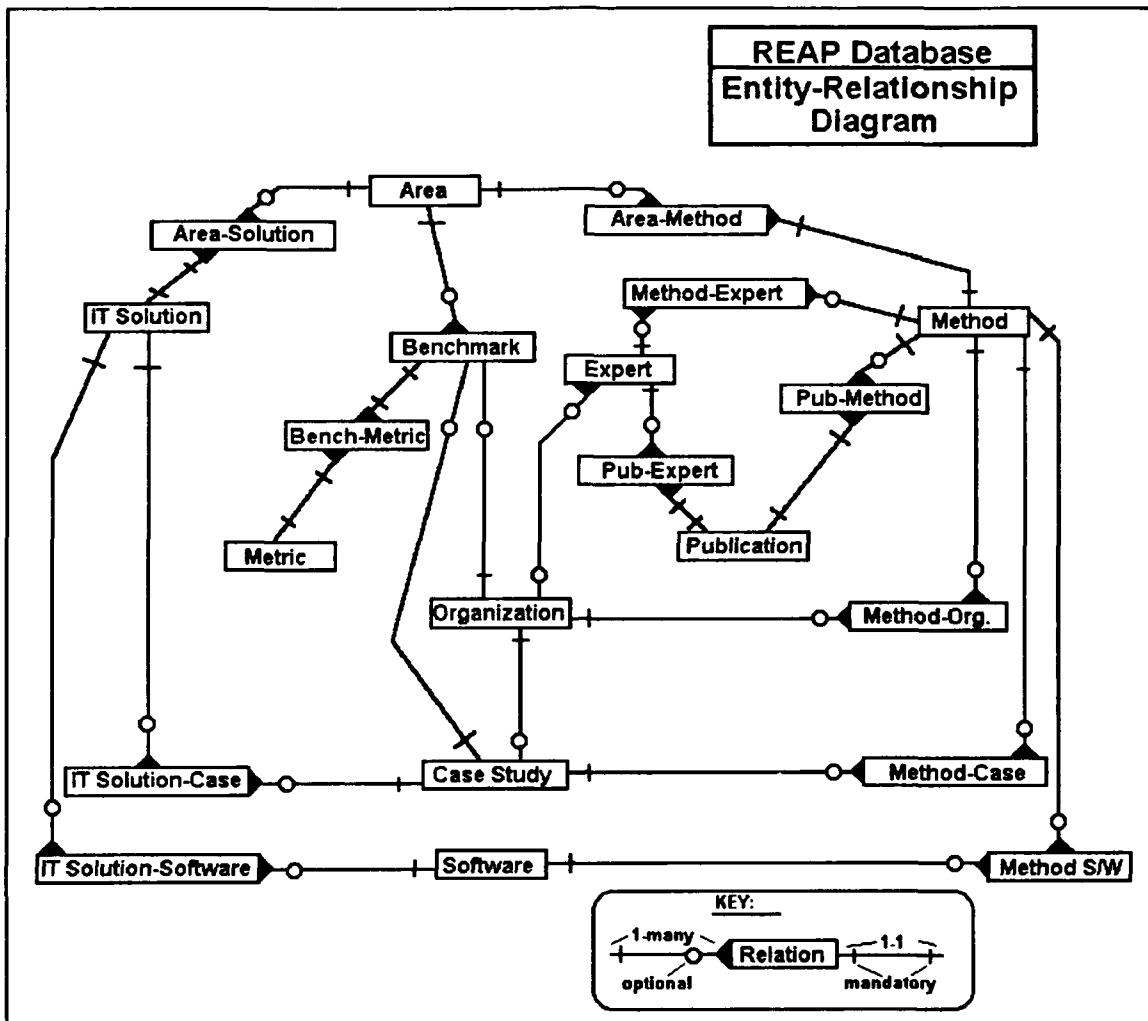 REAP Database
Entity-Relationship
Diagram
Area
Area-Solution
Area-Method
IT Solution
Method-Expert
Method
Benchmark
Expert
Pub-Method
Bench-Metric
Pub-Expert
Metric
Publication
Organization
Method-Org.
IT Solution-Case
Case Study
Method-Case
IT Solution-Software
Software
Method S/W
KEY:
1-many
1-1
Relation
optional
mandatory